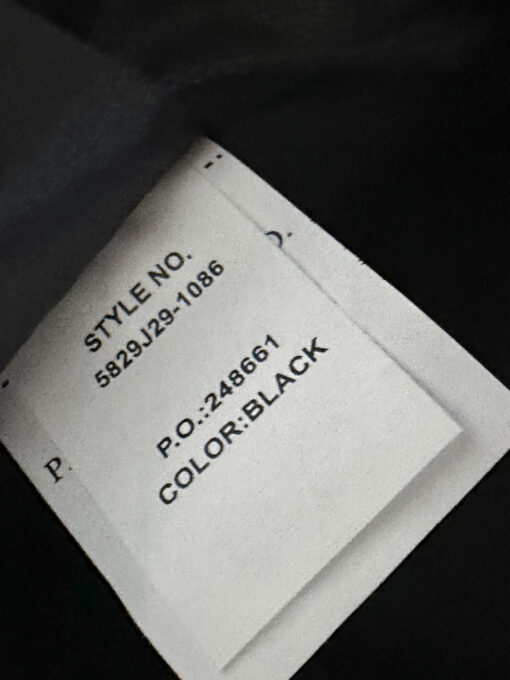 STYLE NO.
5829J29-1086
P.O.:248661
COLOR:BLACK
P.